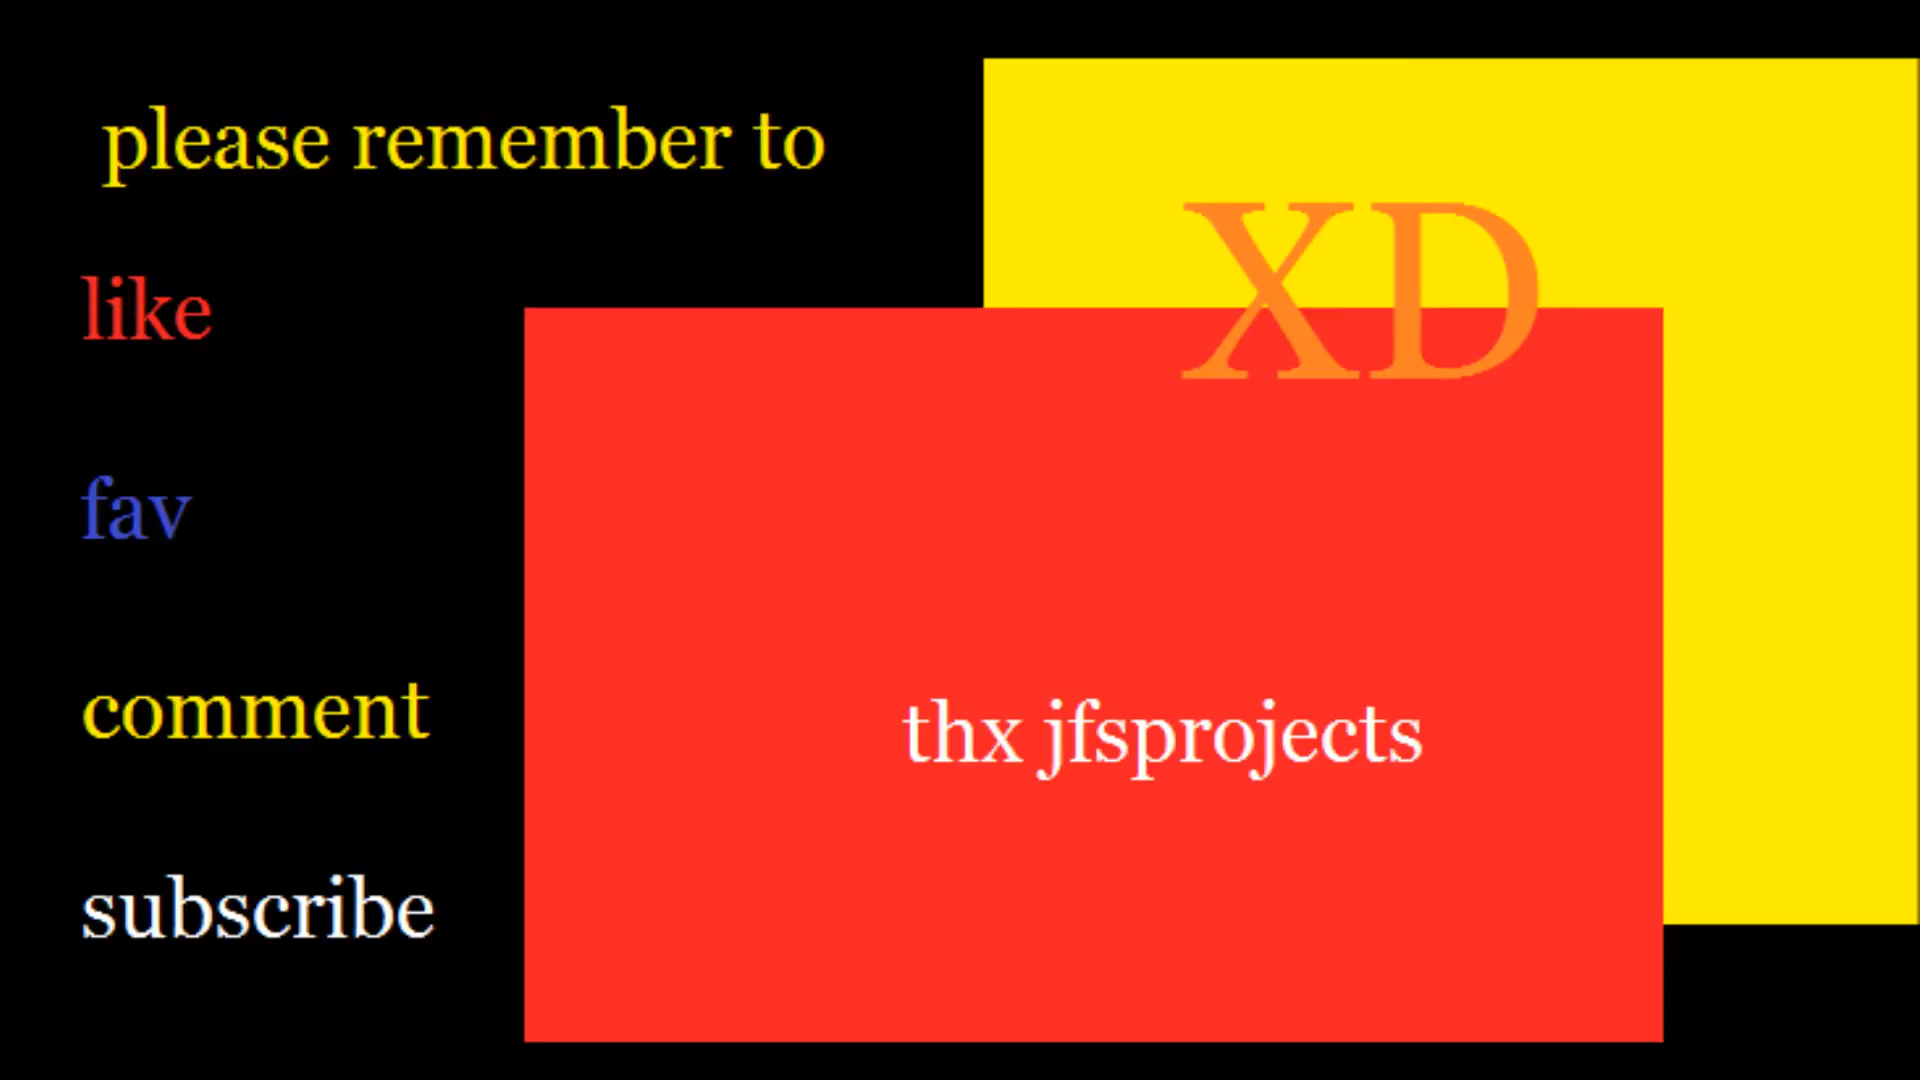 please remember to
like
fav
comment
subscribe
XD
thx jfsprojects